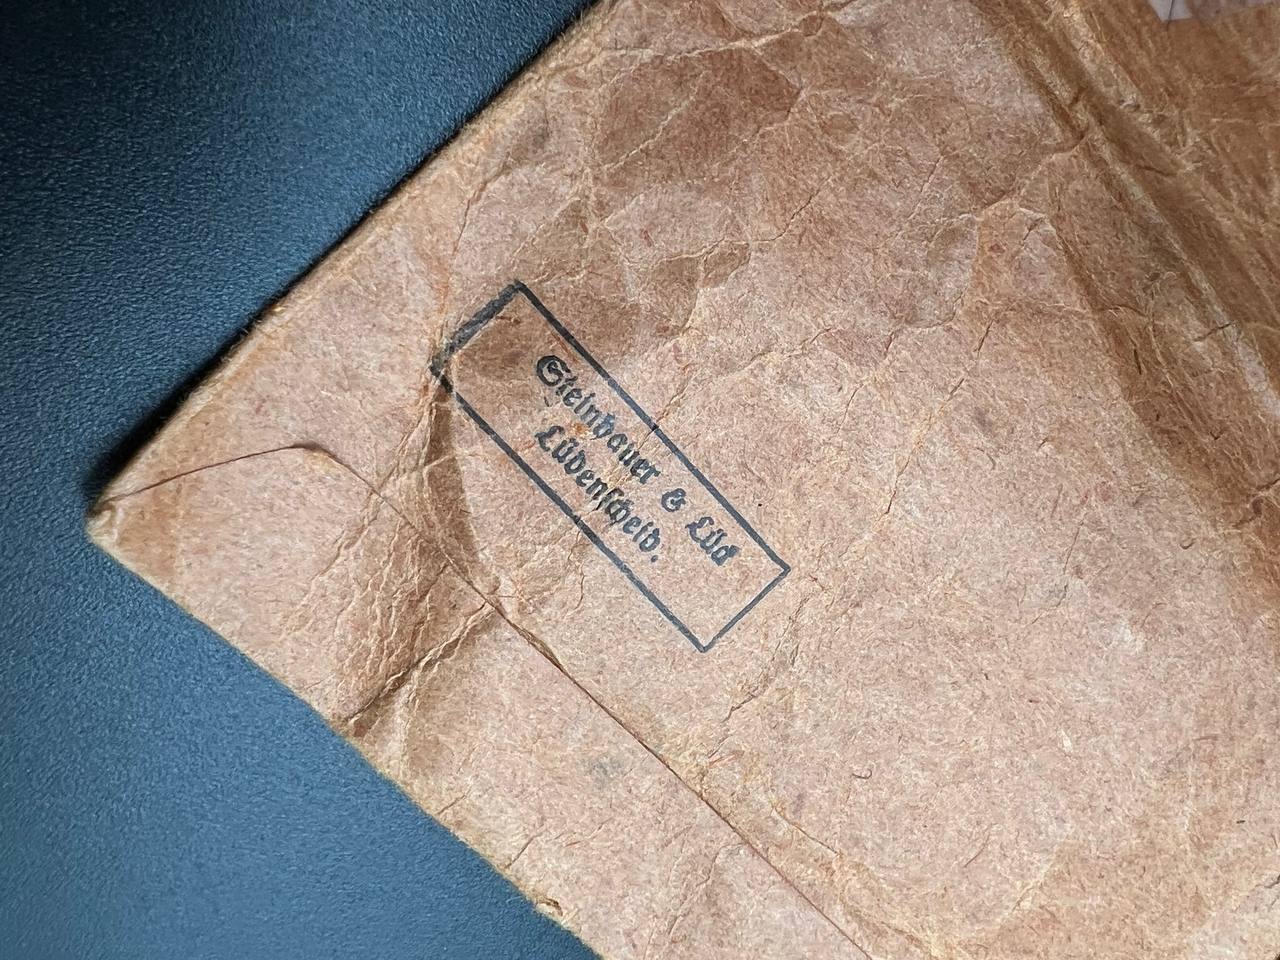 Steinhauer & Lück
Lüdenscheid.